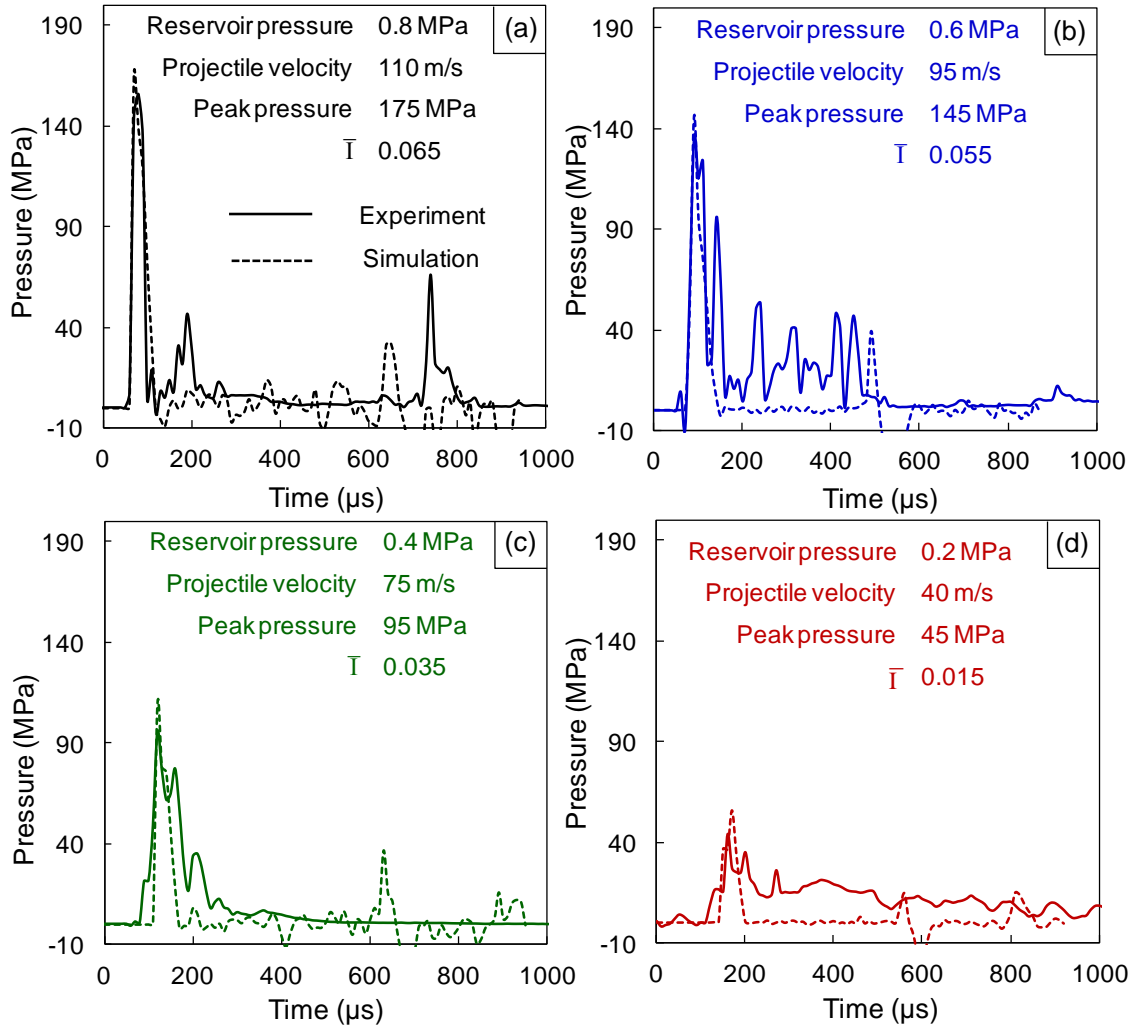 190
140
90
40
-10
Pressure (MPa)
(a)
Reservoir pressure 0.8 MPa
Projectile velocity 110 m/s
Peak pressure 175 MPa
Ī 0.065
Experiment
Simulation
0 200 400 600 800 1000
Time (µs)
190
140
90
40
-10
Pressure (MPa)
(b)
Reservoir pressure 0.6 MPa
Projectile velocity 95 m/s
Peak pressure 145 MPa
Ī 0.055
0 200 400 600 800 1000
Time (µs)
190
140
90
40
-10
Pressure (MPa)
(c)
Reservoir pressure 0.4 MPa
Projectile velocity 75 m/s
Peak pressure 95 MPa
Ī 0.035
0 200 400 600 800 1000
Time (µs)
190
140
90
40
-10
Pressure (MPa)
(d)
Reservoir pressure 0.2 MPa
Projectile velocity 40 m/s
Peak pressure 45 MPa
Ī 0.015
0 200 400 600 800 1000
Time (µs)